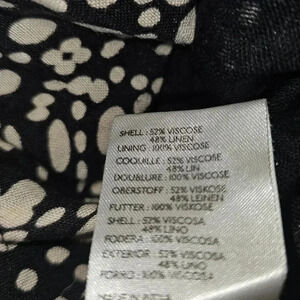 SHELL : 52% VISCOSE
48% LINEN
LINING : 100% VISCOSE
COQUILLE : 52% VISCOSE
48% LIN
DOUBLURE : 100% VISCOSE
OBERSTOFF : 52% VISKOSE
48% LEINEN
FUTTER : 100% VISKOSE
SHELL : 52% VISCOSA
48% LINO
FODERA : 100% VISCOSA
EXTERIOR : 52% VISCOSA
48% LINO
FORRO : 100% VISCOSA
MADE IN